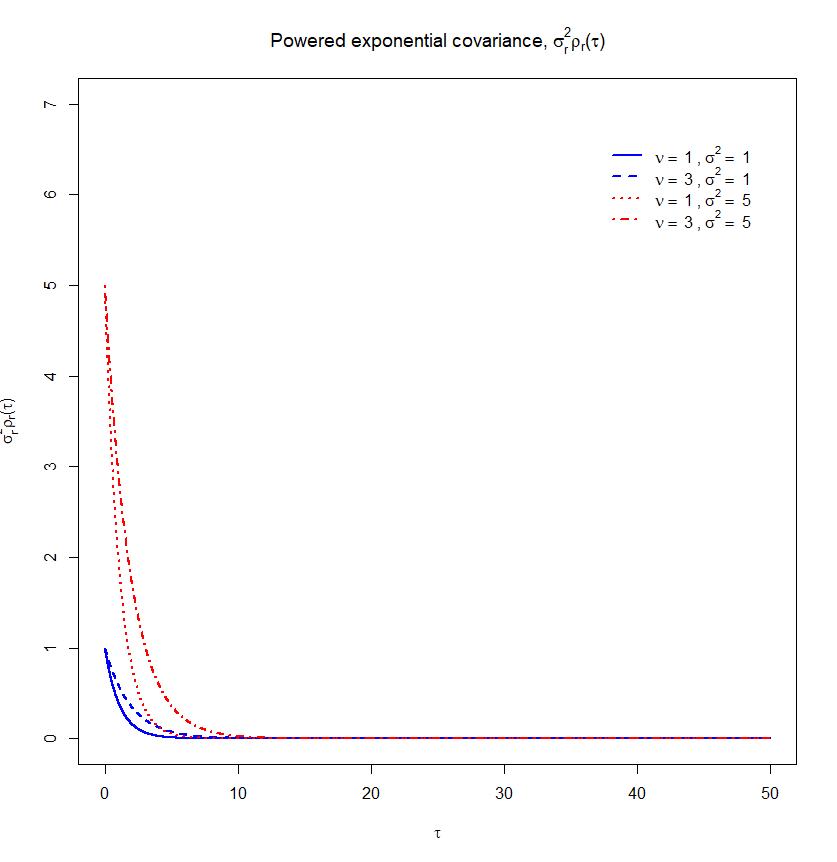 Powered exponential covariance, σ²ᵣρᵣ(τ)
ν = 1 , σ² = 1
ν = 3 , σ² = 1
ν = 1 , σ² = 5
ν = 3 , σ² = 5
σ²ᵣρᵣ(τ)
7
6
5
4
3
2
1
0
0 10 20 30 40 50
τ